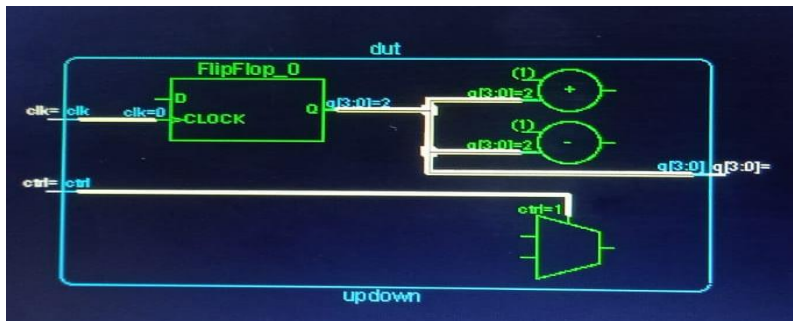 dut
FlipFlop_0
D
Q
CLOCK
clk=
clk
clk=0
q[3:0]=2
(1)
q[3:0]=2
+
(1)
q[3:0]=2
-
q[3:0]
q[3:0]=
ctrl=
ctrl
ctrl=1
updown